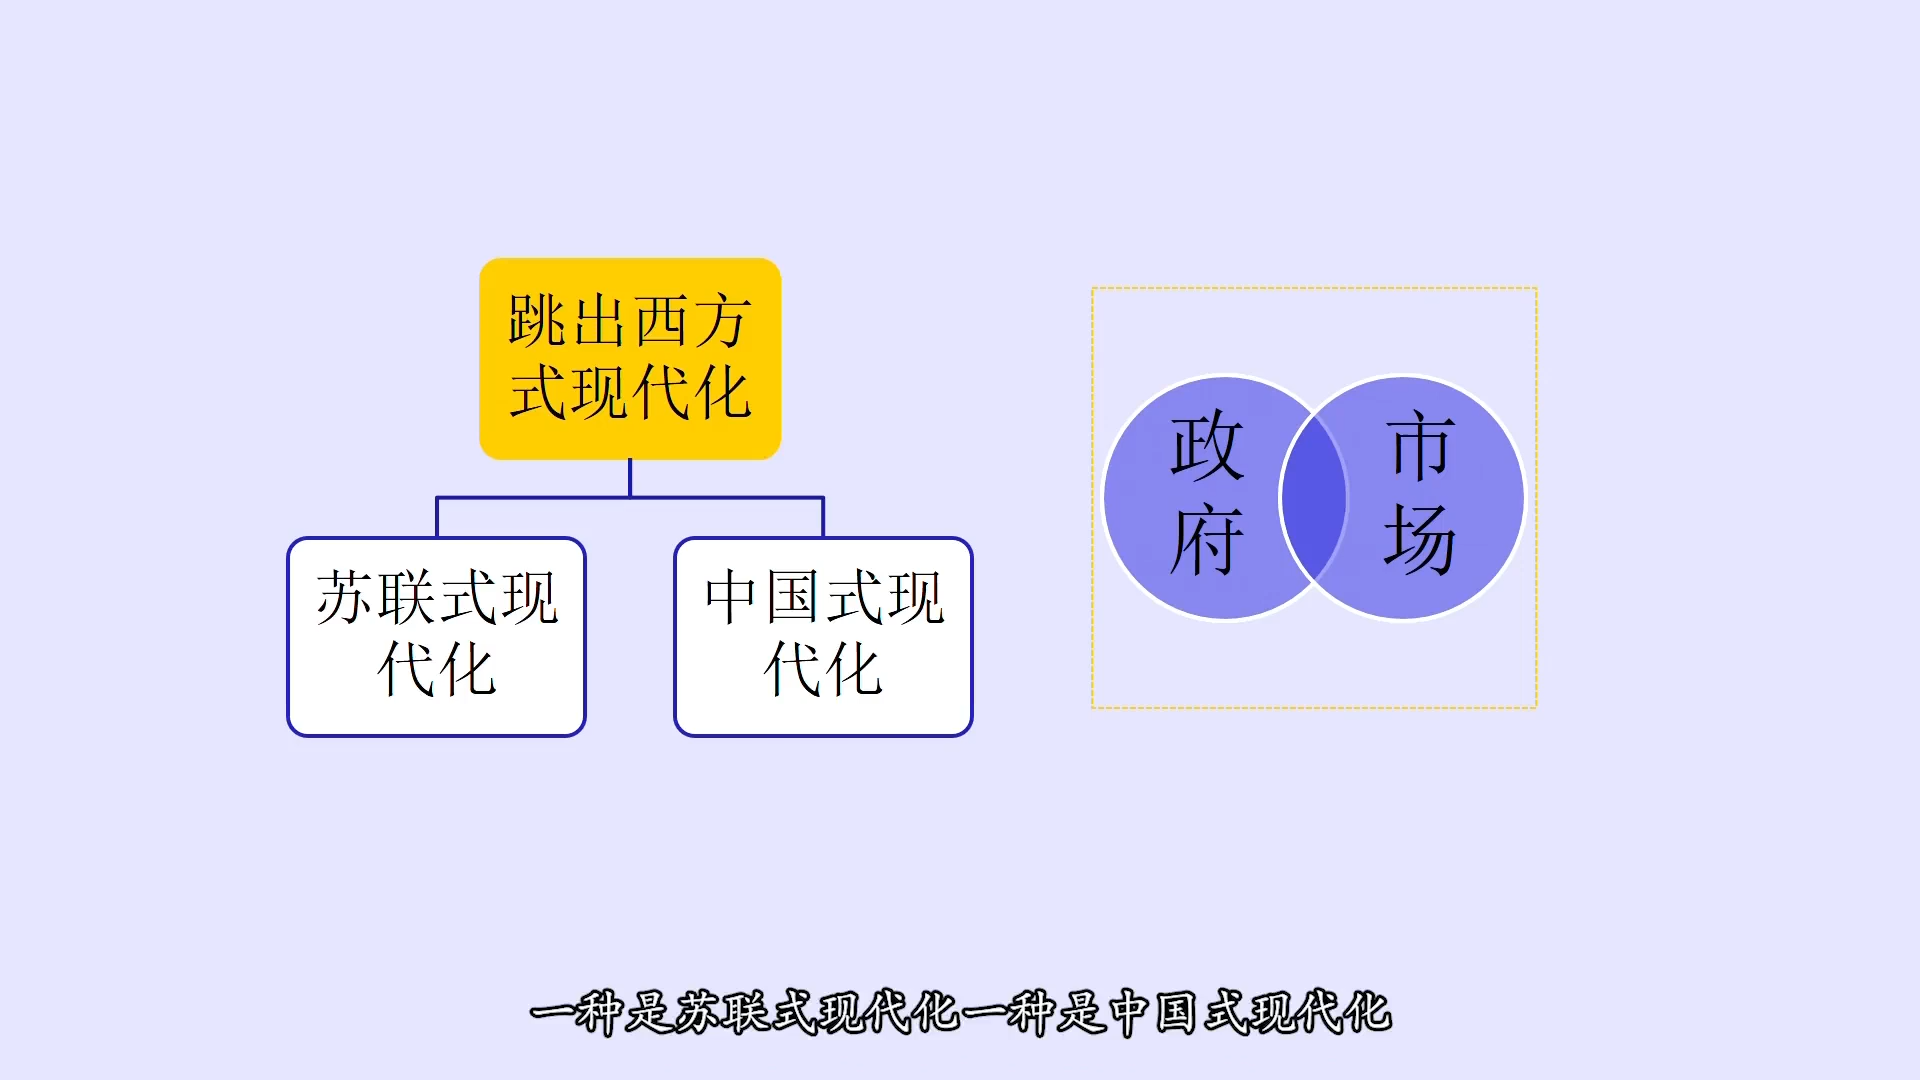 跳出西方
式现代化
苏联式现
代化
中国式现
代化
政
府
市
场
一种是苏联式现代化一种是中国式现代化